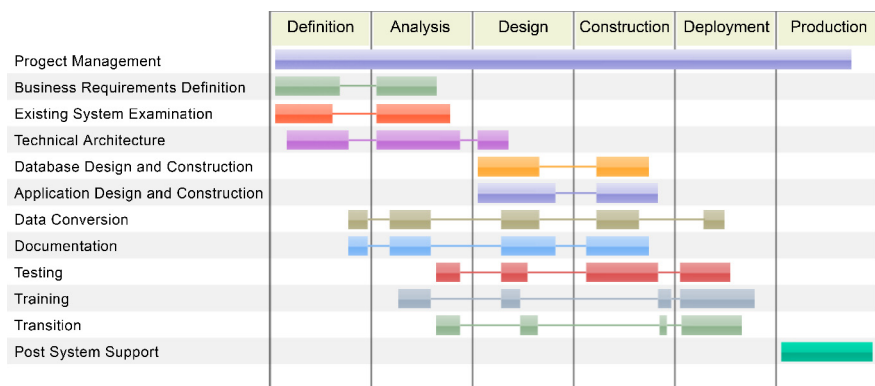 Definition Analysis Design Construction Deployment Production
Progect Management
Business Requirements Definition
Existing System Examination
Technical Architecture
Database Design and Construction
Application Design and Construction
Data Conversion
Documentation
Testing
Training
Transition
Post System Support